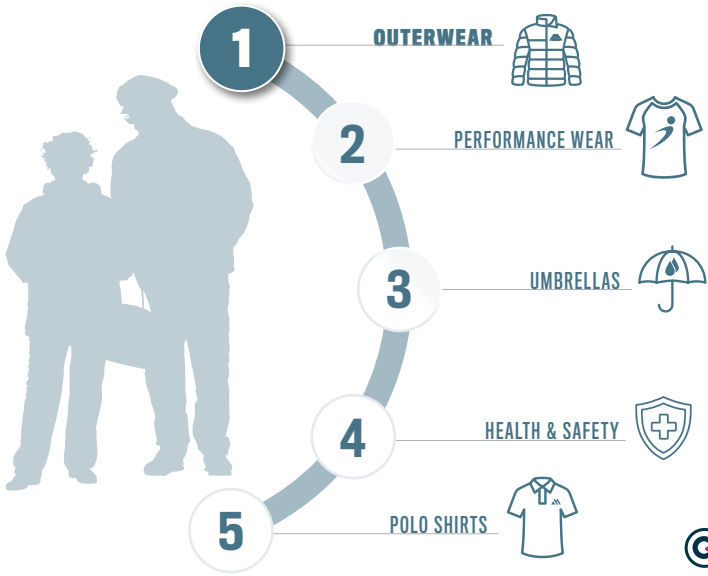 1
OUTERWEAR
2
PERFORMANCE WEAR
3
UMBRELLAS
4
HEALTH & SAFETY
5
POLO SHIRTS